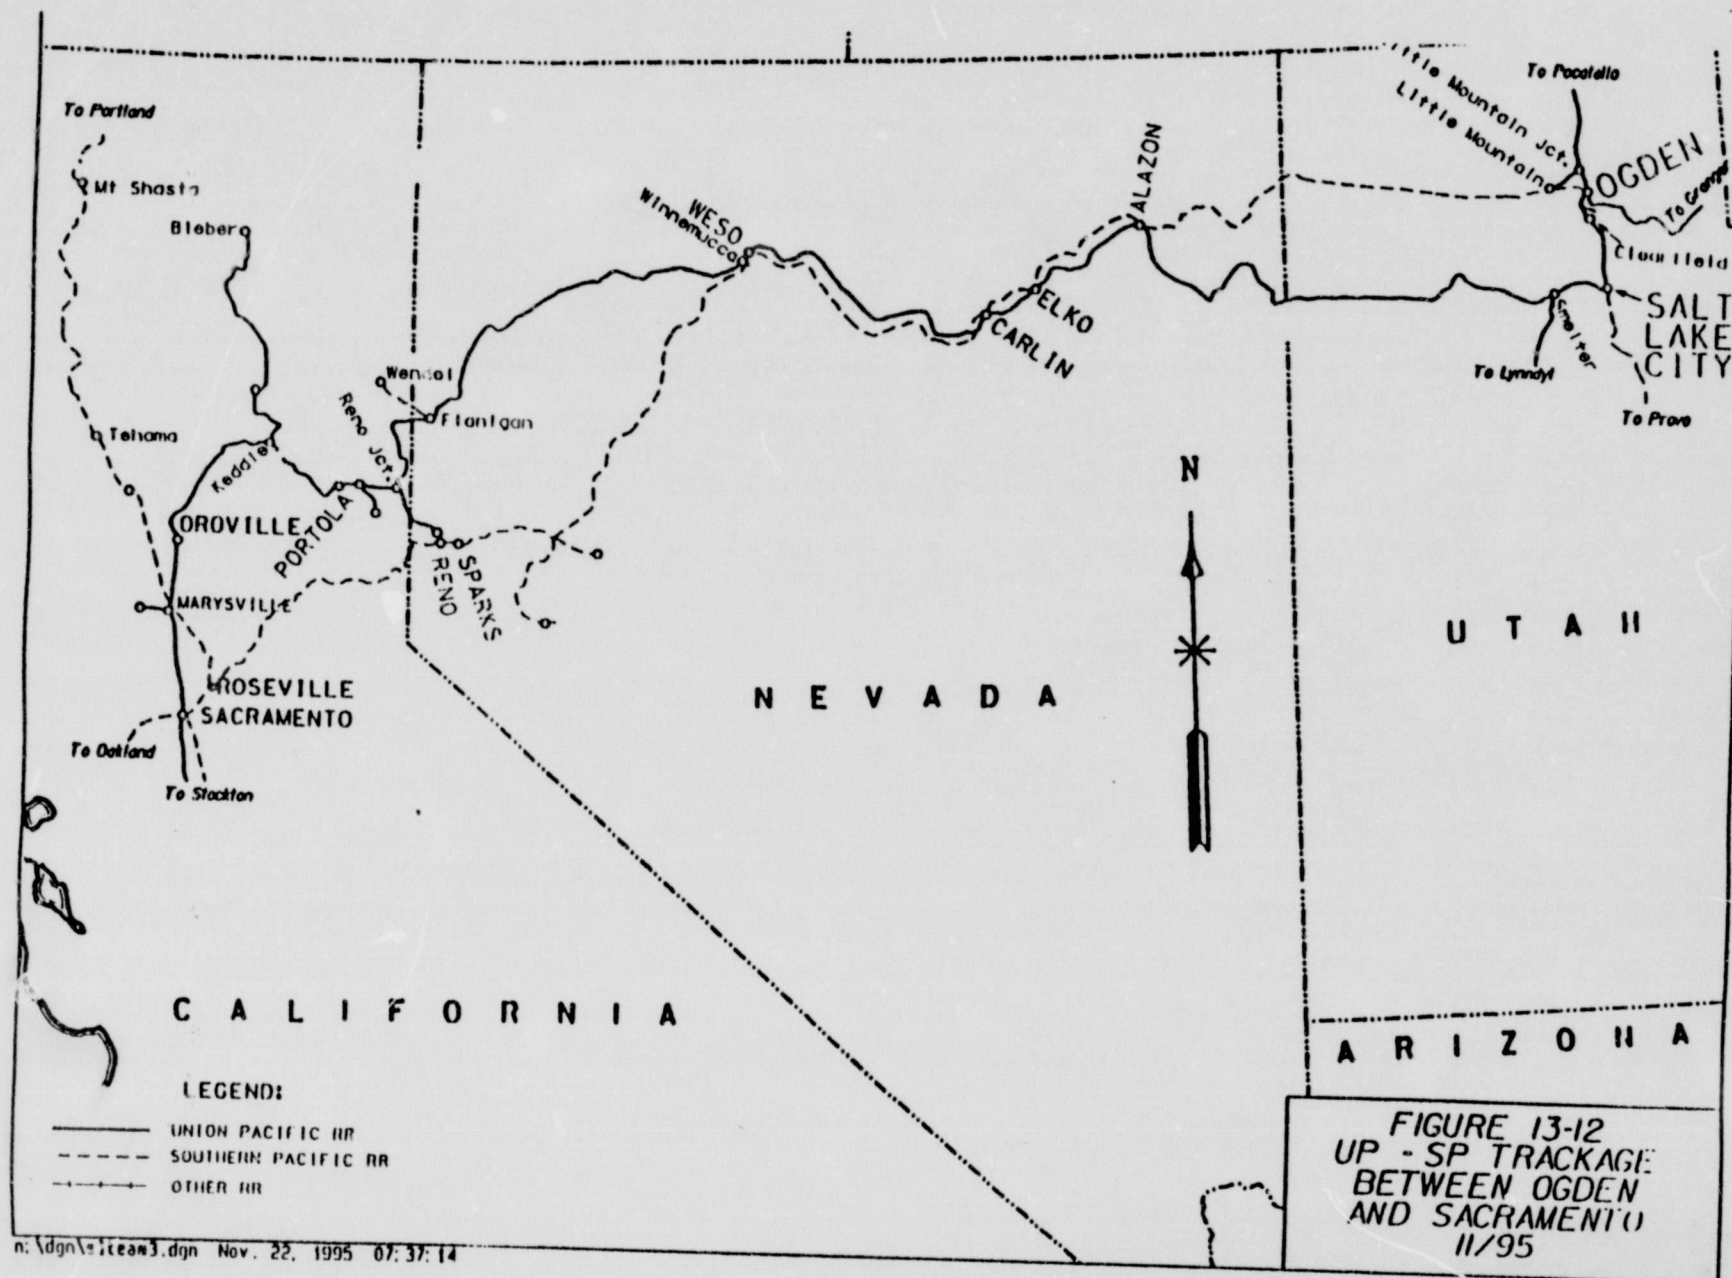 To Portland
Mt Shasta
Bieber
Wendel
Flanigan
Reno Jct.
Tehama
Keddie
OROVILLE
PORTOLA
MARYSVILLE
RENO
SPARKS
ROSEVILLE
SACRAMENTO
To Oakland
To Stockton
WESO
Winnemucca
CARLIN
ELKO
ALAZON
Little Mountain
Mountain Jct.
To Pocatello
OGDEN
To Granger
SALT
LAKE
CITY
Smelter
To Lynndyl
To Provo
N
NEVADA
UTAH
CALIFORNIA
ARIZONA
LEGEND:
UNION PACIFIC RR
SOUTHERN PACIFIC RR
OTHER RR
FIGURE 13-12
UP - SP TRACKAGE
BETWEEN OGDEN
AND SACRAMENTO
11/95
Nov. 22, 1995 07:37:14